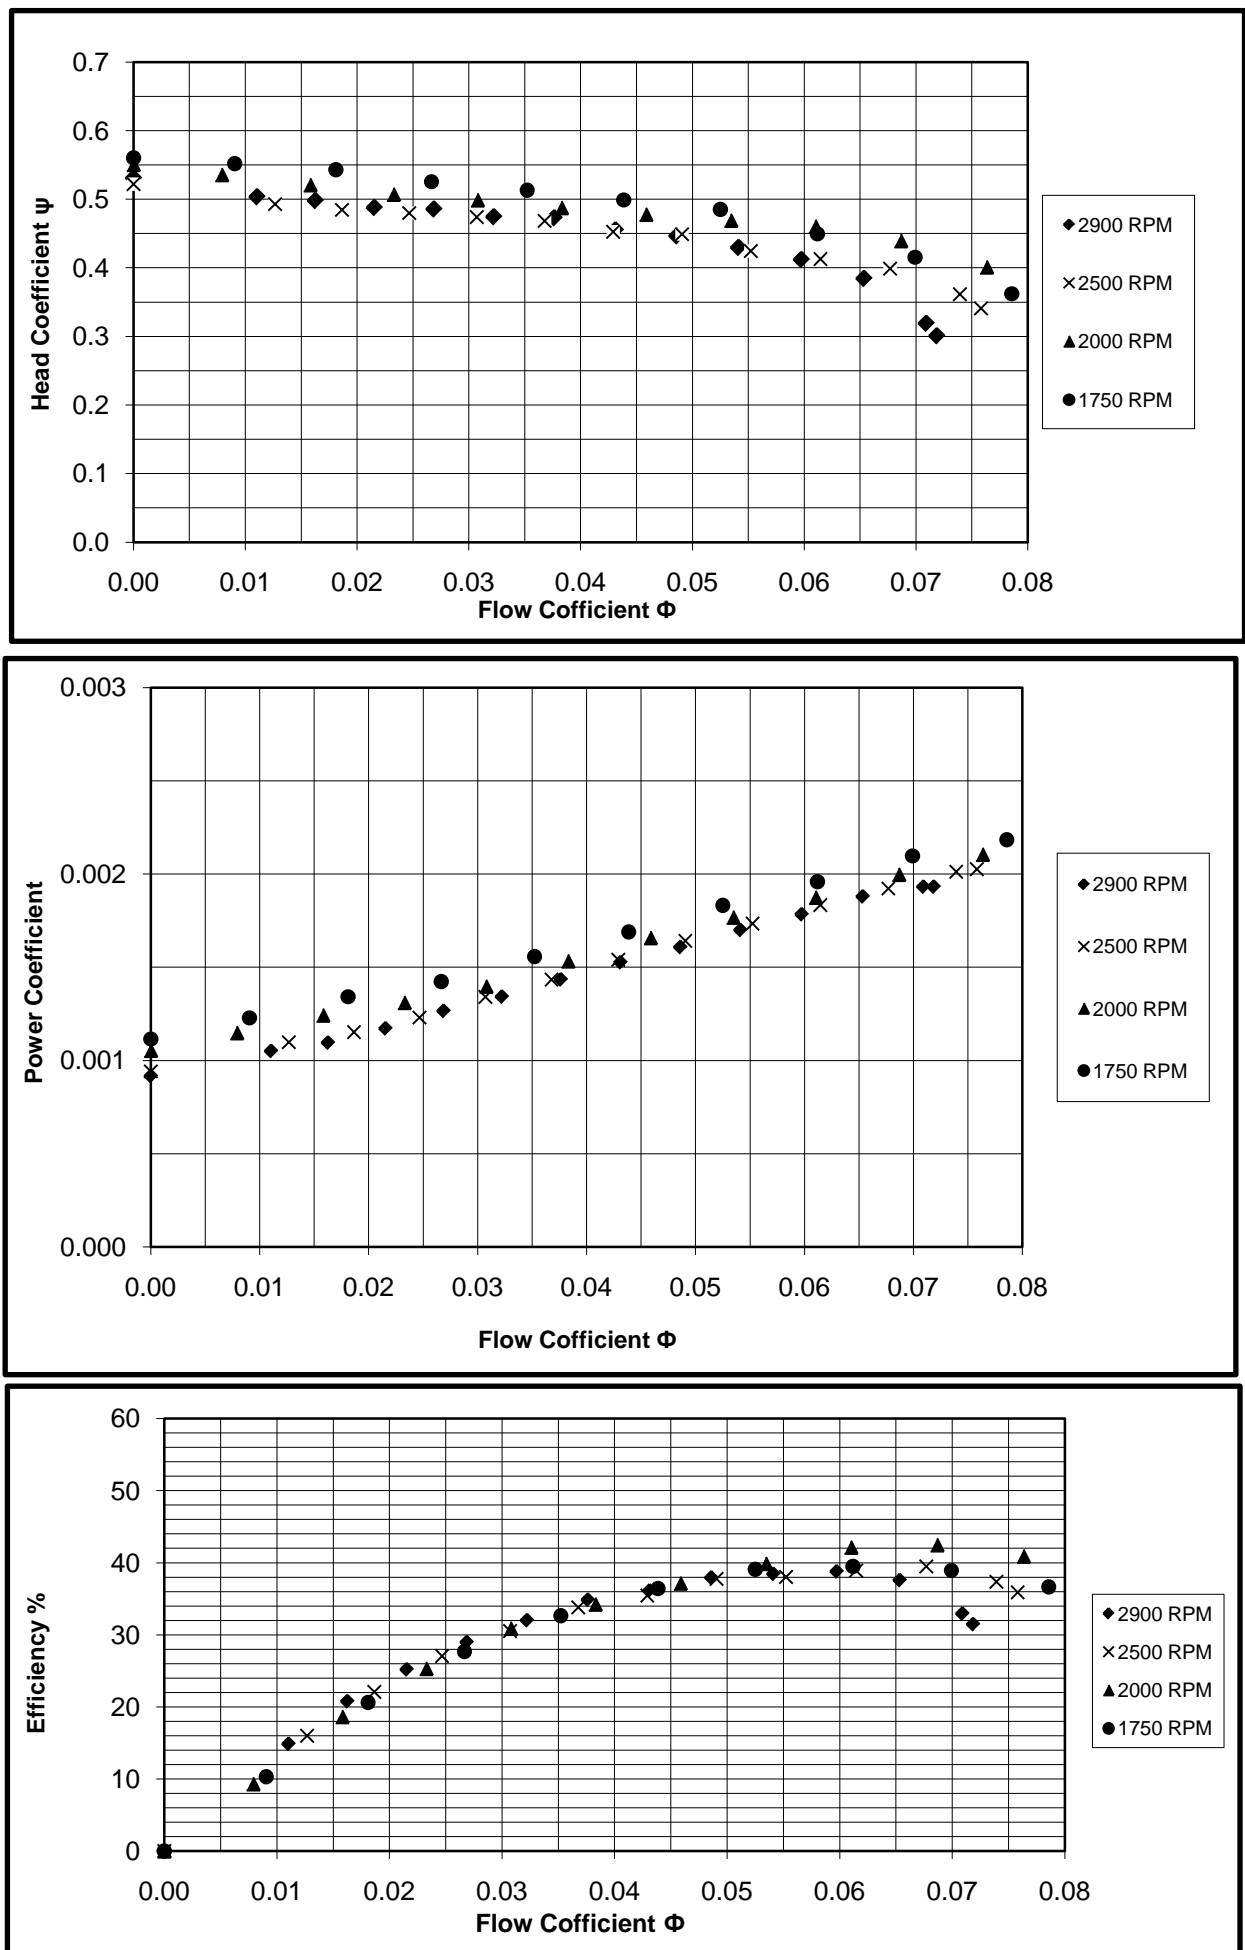 0.7
0.6
0.5
0.4
0.3
0.2
0.1
0.0
Head Coefficient ψ
0.00 0.01 0.02 0.03 0.04 0.05 0.06 0.07 0.08
Flow Cofficient Φ
2900 RPM
2500 RPM
2000 RPM
1750 RPM
0.003
0.002
0.001
0.000
Power Coefficient
0.00 0.01 0.02 0.03 0.04 0.05 0.06 0.07 0.08
Flow Cofficient Φ
2900 RPM
2500 RPM
2000 RPM
1750 RPM
60
50
40
30
20
10
0
Efficiency %
0.00 0.01 0.02 0.03 0.04 0.05 0.06 0.07 0.08
Flow Cofficient Φ
2900 RPM
2500 RPM
2000 RPM
1750 RPM